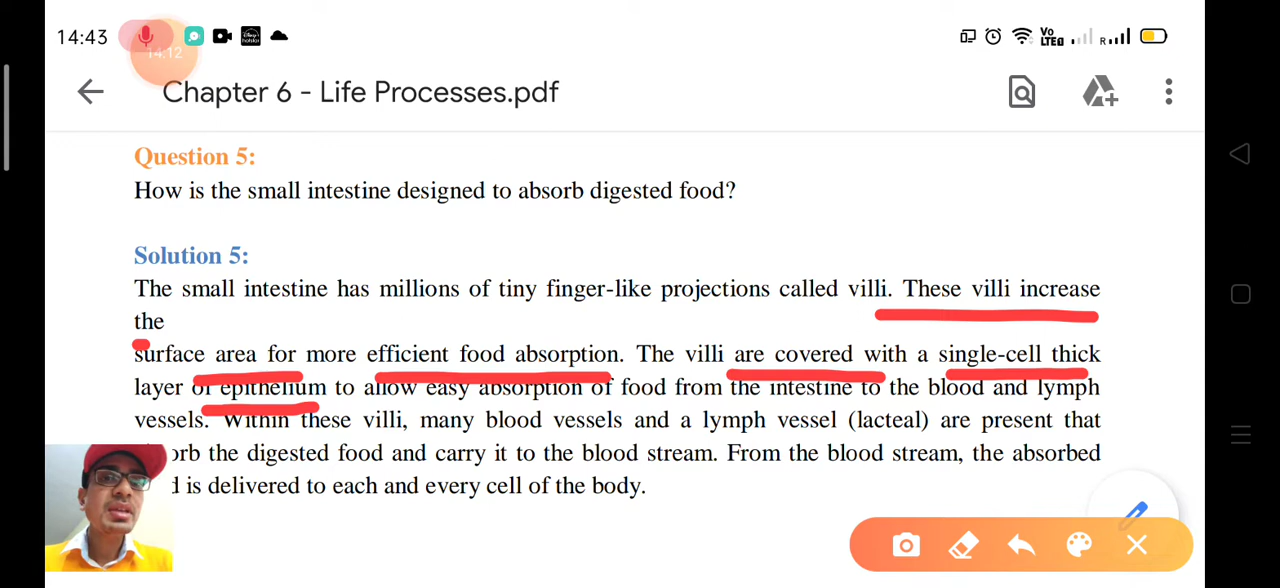 14:43
14.12
Vo
LTE
R
Chapter 6 - Life Processes.pdf
Question 5:
How is the small intestine designed to absorb digested food?
Solution 5:
The small intestine has millions of tiny finger-like projections called villi. These villi increase
the
surface area for more efficient food absorption. The villi are covered with a single-cell thick
layer of epithelium to allow easy absorption of food from the intestine to the blood and lymph
vessels. Within these villi, many blood vessels and a lymph vessel (lacteal) are present that
orb the digested food and carry it to the blood stream. From the blood stream, the absorbed
d is delivered to each and every cell of the body.